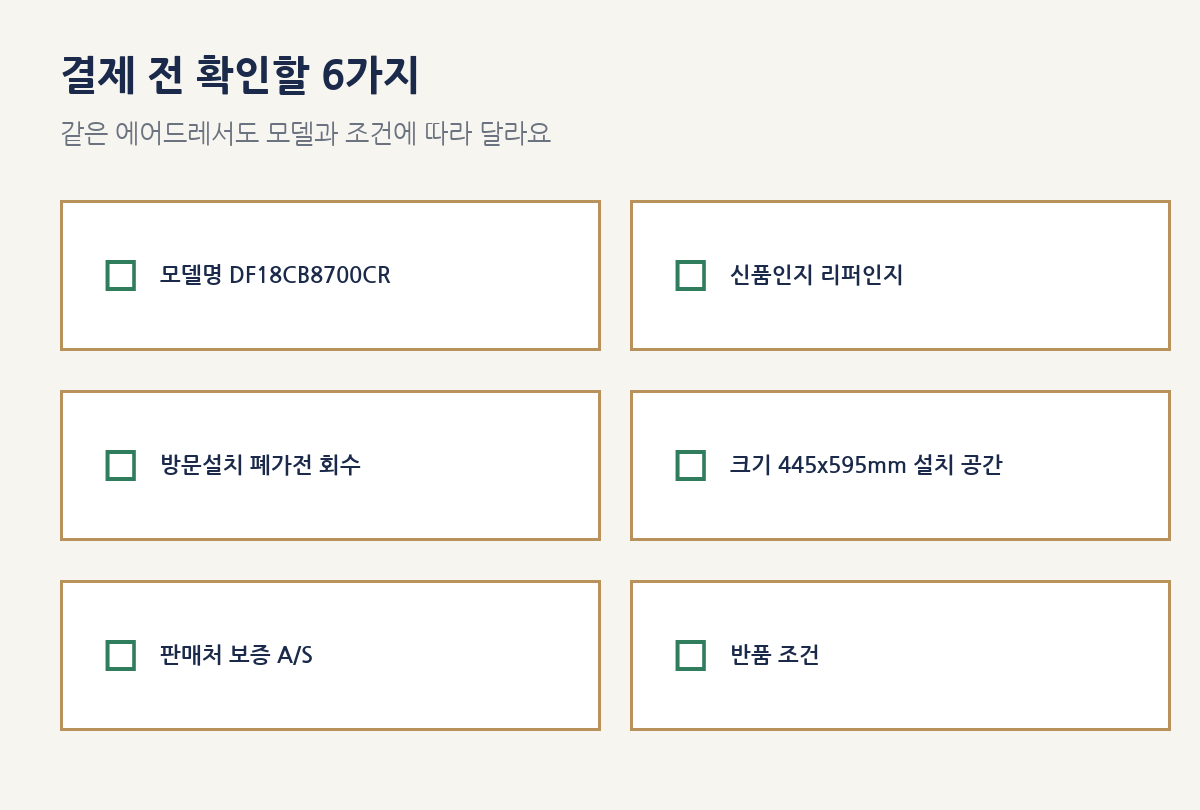 결제 전 확인할 6가지
같은 에어드레서도 모델과 조건에 따라 달라요
모델명 DF18CB8700CR
신품인지 리퍼인지
방문설치 폐가전 회수
크기 445x595mm 설치 공간
판매처 보증 A/S
반품 조건